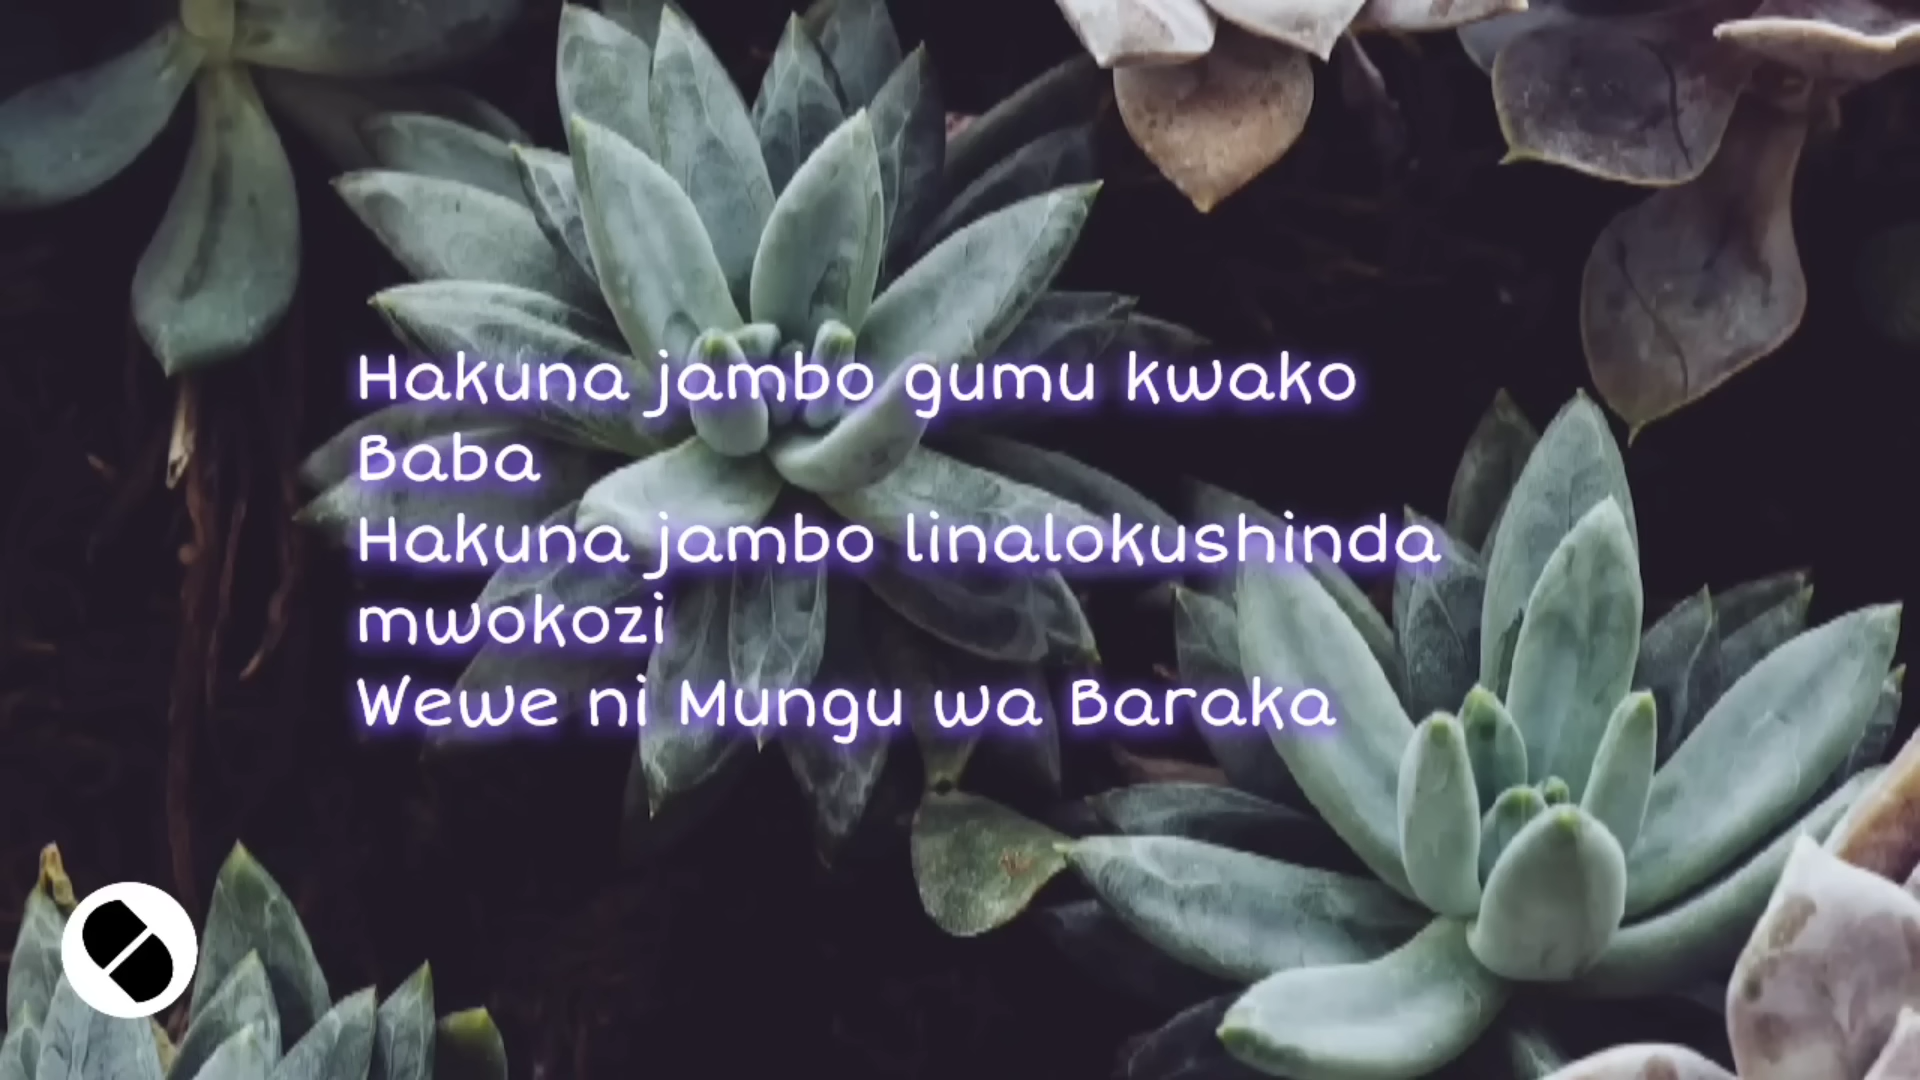 Hakuna jambo gumu kwako
Baba
Hakuna jambo linalokushinda
mwokozi
Wewe ni Mungu wa Baraka